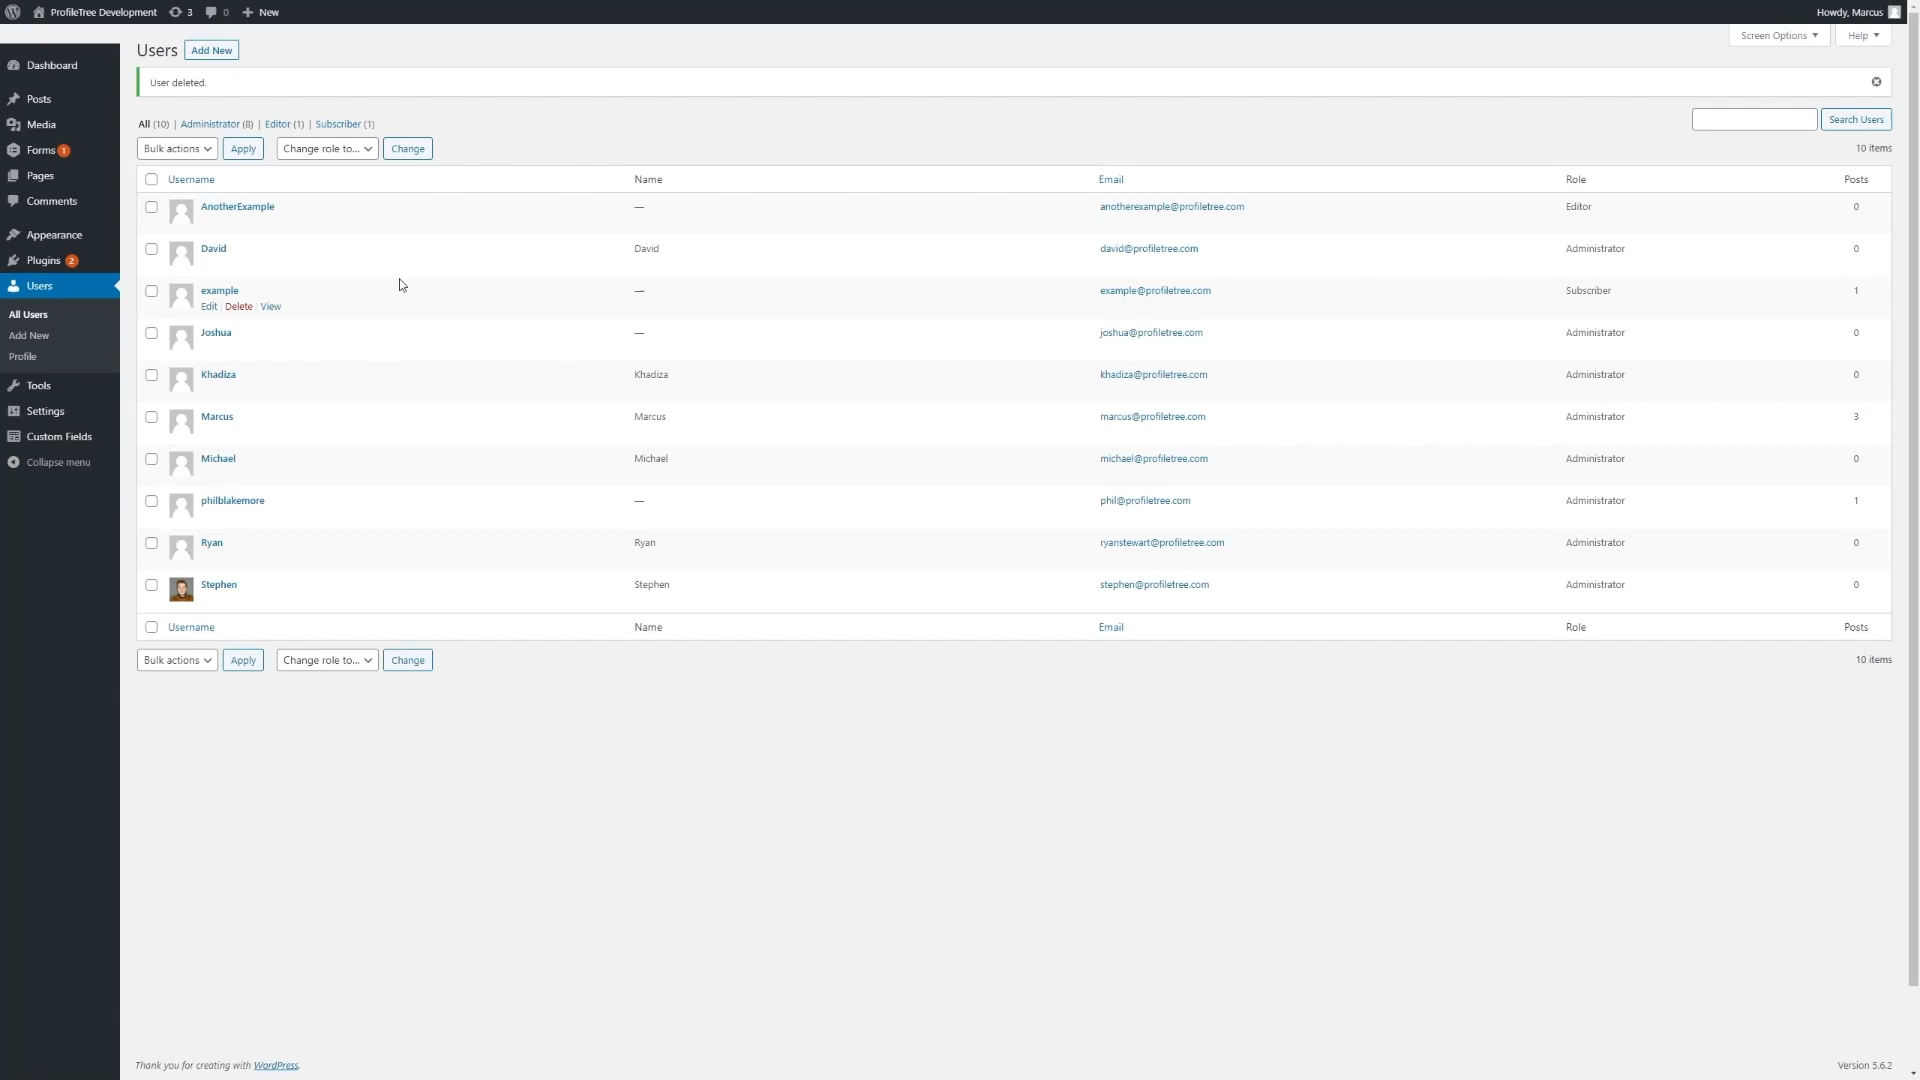 ProfileTree Development 3 0 New Howdy, Marcus
Screen Options Help
Users Add New
User deleted.
All (10) | Administrator (8) | Editor (1) | Subscriber (1)
Search Users
Bulk actions Apply Change role to... Change 10 items
Dashboard
Posts
Media
Forms 1
Pages
Comments
Appearance
Plugins 2
Users
All Users
Add New
Profile
Tools
Settings
Custom Fields
Collapse menu
Username Name Email Role Posts
AnotherExample — anotherexample@profiletree.com Editor 0
David David david@profiletree.com Administrator 0
example — example@profiletree.com Subscriber 1
Edit | Delete | View
Joshua — joshua@profiletree.com Administrator 0
Khadiza Khadiza khadiza@profiletree.com Administrator 0
Marcus Marcus marcus@profiletree.com Administrator 3
Michael Michael michael@profiletree.com Administrator 0
philblakemore — phil@profiletree.com Administrator 1
Ryan Ryan ryanstewart@profiletree.com Administrator 0
Stephen Stephen stephen@profiletree.com Administrator 0
Username Name Email Role Posts
Bulk actions Apply Change role to... Change 10 items
Thank you for creating with WordPress. Version 5.6.2